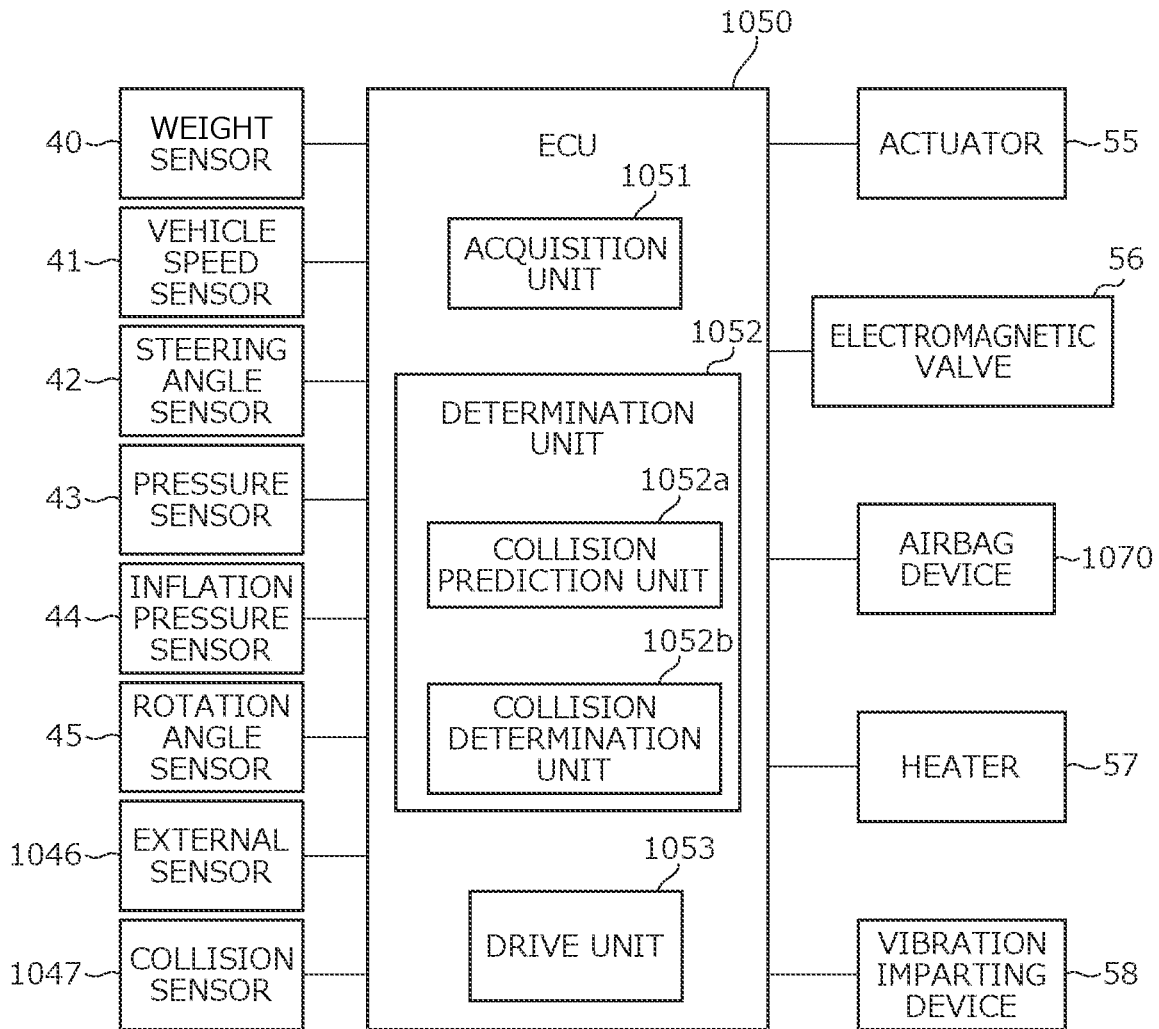 1050
40
WEIGHT
SENSOR
41
VEHICLE
SPEED
SENSOR
42
STEERING
ANGLE
SENSOR
43
PRESSURE
SENSOR
44
INFLATION
PRESSURE
SENSOR
45
ROTATION
ANGLE
SENSOR
1046
EXTERNAL
SENSOR
1047
COLLISION
SENSOR
ECU
1051
ACQUISITION
UNIT
1052
DETERMINATION
UNIT
1052a
COLLISION
PREDICTION UNIT
1052b
COLLISION
DETERMINATION
UNIT
1053
DRIVE UNIT
ACTUATOR
55
56
ELECTROMAGNETIC
VALVE
AIRBAG
DEVICE
1070
HEATER
57
VIBRATION
IMPARTING
DEVICE
58